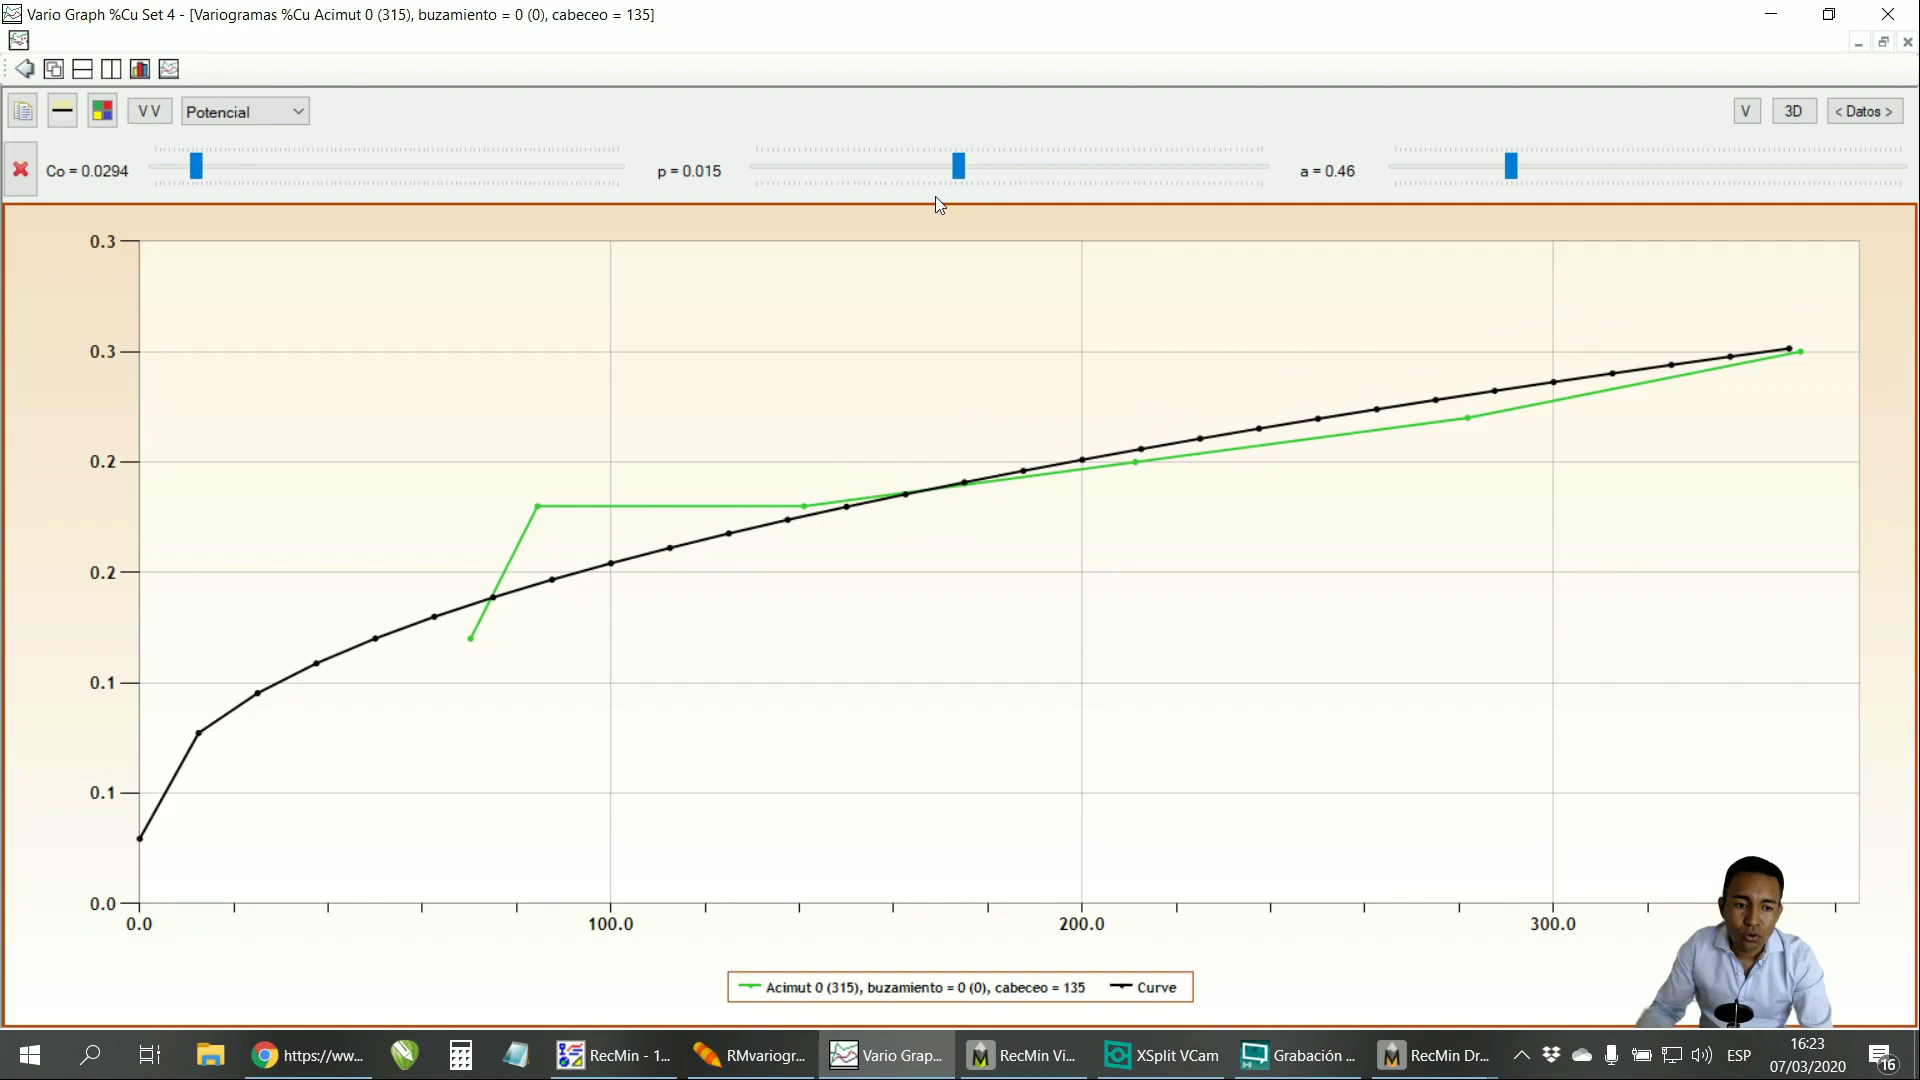 Vario Graph %Cu Set 4 - [Variogramas %Cu Acimut 0 (315), buzamiento = 0 (0), cabeceo = 135]
V V
Potencial
V
3D
< Datos >
Co = 0.0294
p = 0.015
a = 0.46
0.3
0.3
0.2
0.2
0.1
0.1
0.0
0.0
100.0
200.0
300.0
Acimut 0 (315), buzamiento = 0 (0), cabeceo = 135
Curve
https://ww...
RecMin - 1...
RMvariogr...
Vario Grap...
RecMin Vi...
XSplit VCam
Grabación ...
RecMin Dr...
ESP
16:23
07/03/2020
16